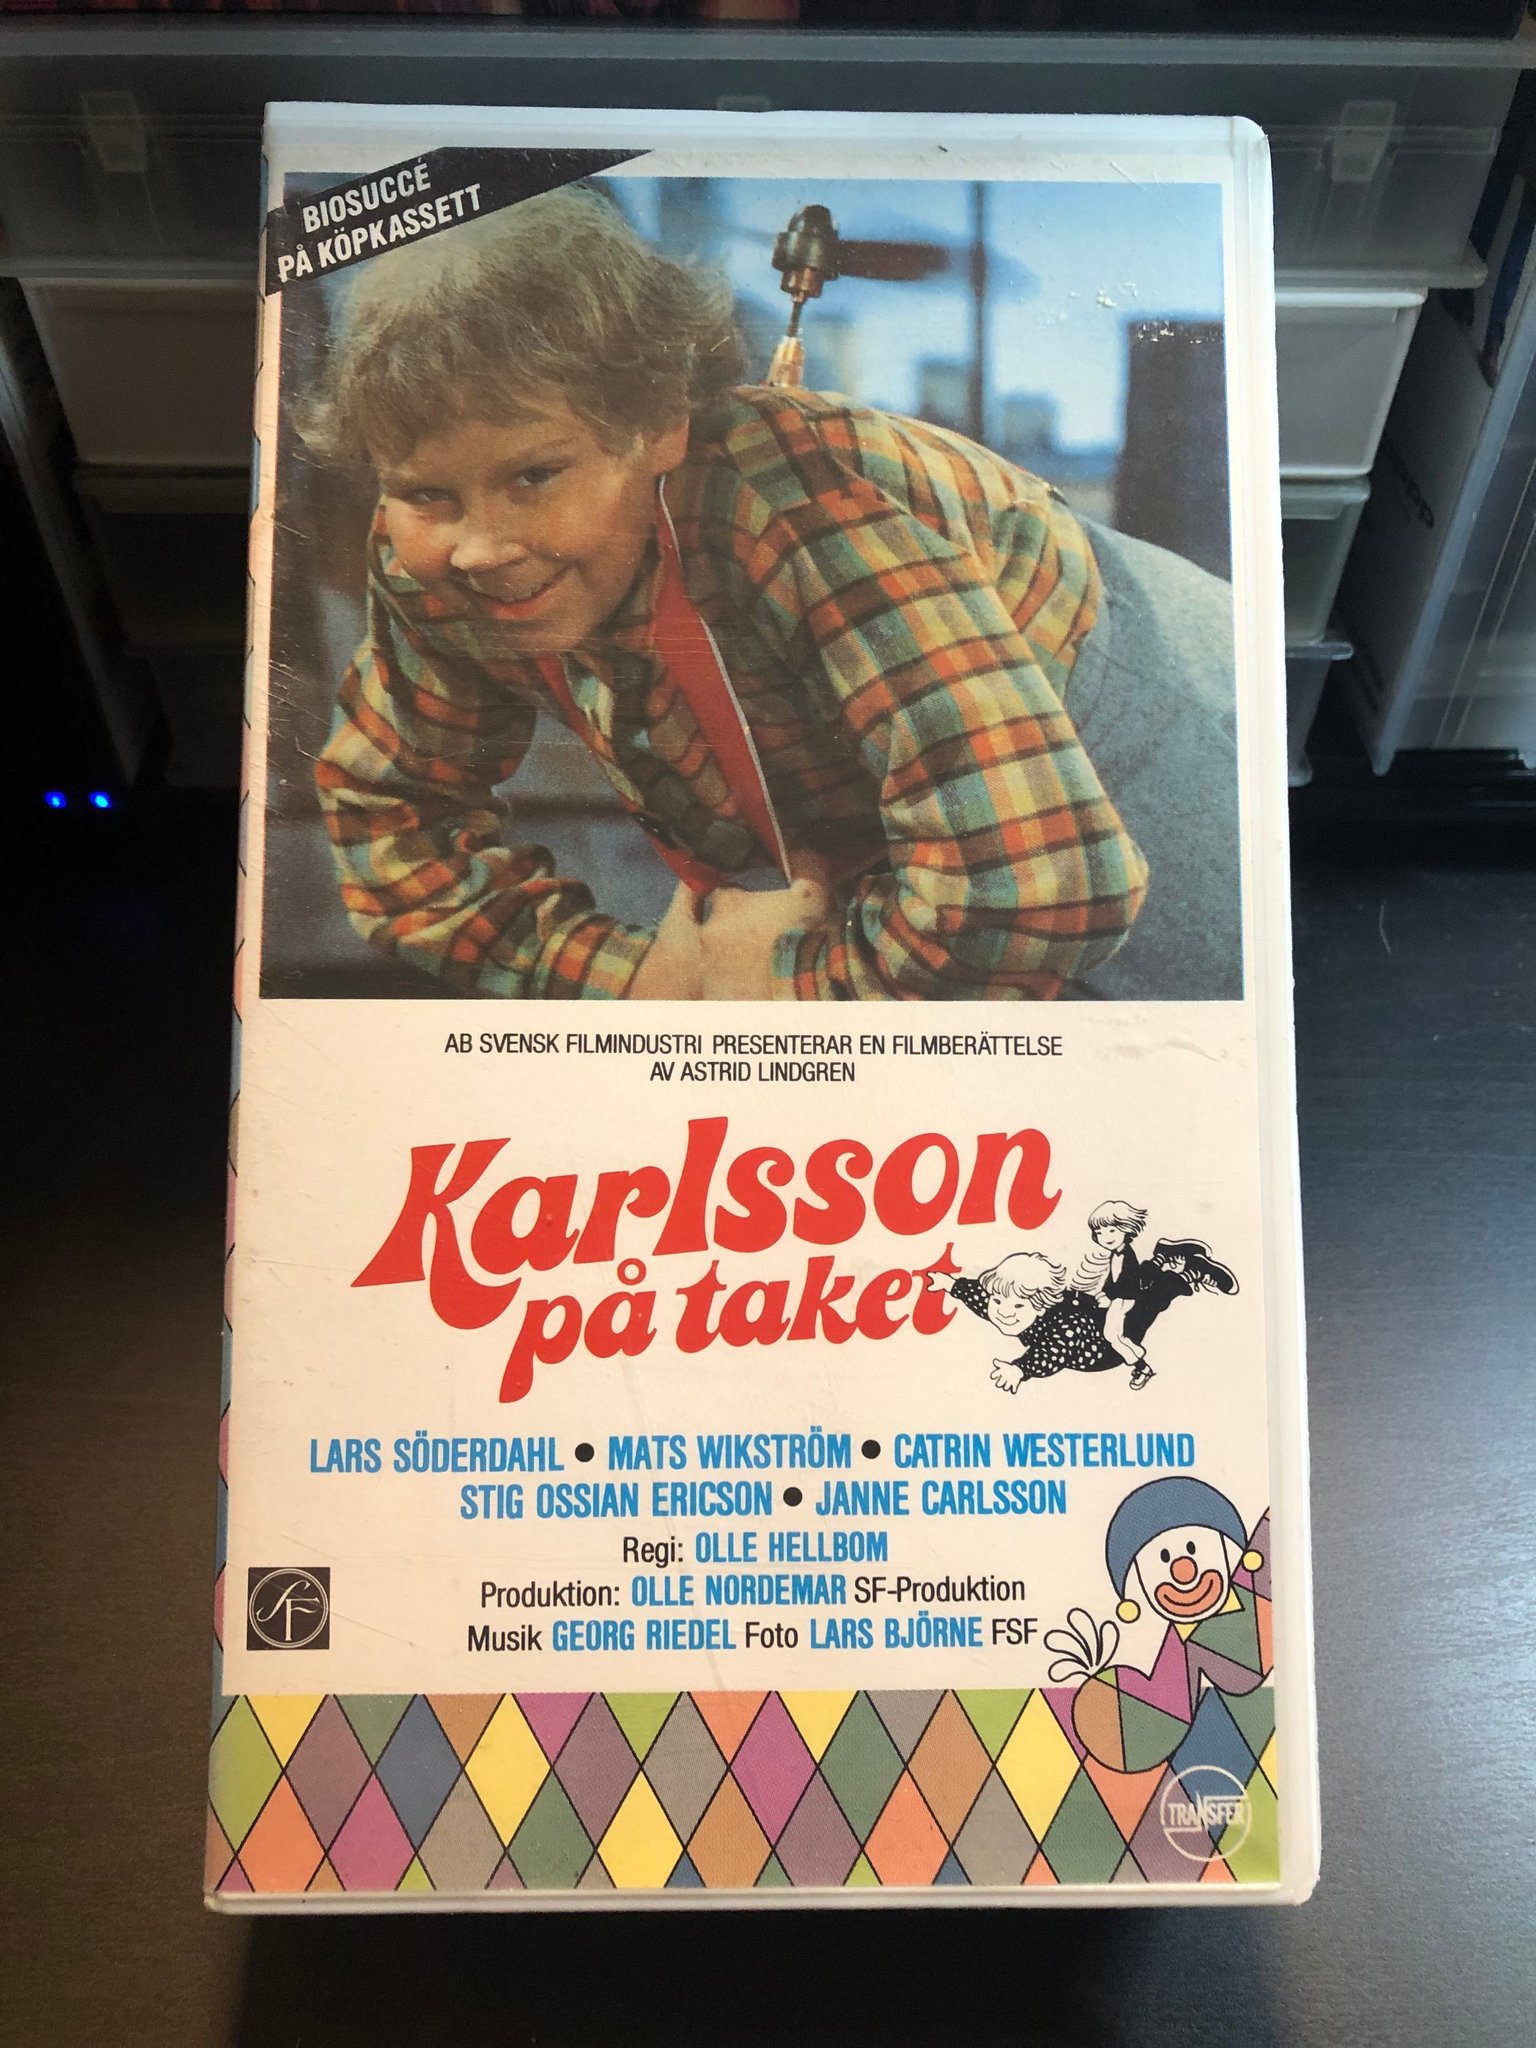 BIOSUCCÉ
PÅ KÖPKASSETT
AB SVENSK FILMINDUSTRI PRESENTERAR EN FILMBERÄTTELSE
AV ASTRID LINDGREN
Karlsson
på taket
LARS SÖDERDAHL • MATS WIKSTRÖM • CATRIN WESTERLUND
STIG OSSIAN ERICSON • JANNE CARLSSON
Regi: OLLE HELLBOM
Produktion: OLLE NORDEMAR SF-Produktion
Musik GEORG RIEDEL Foto LARS BJÖRNE FSF
SF
TRANSFER